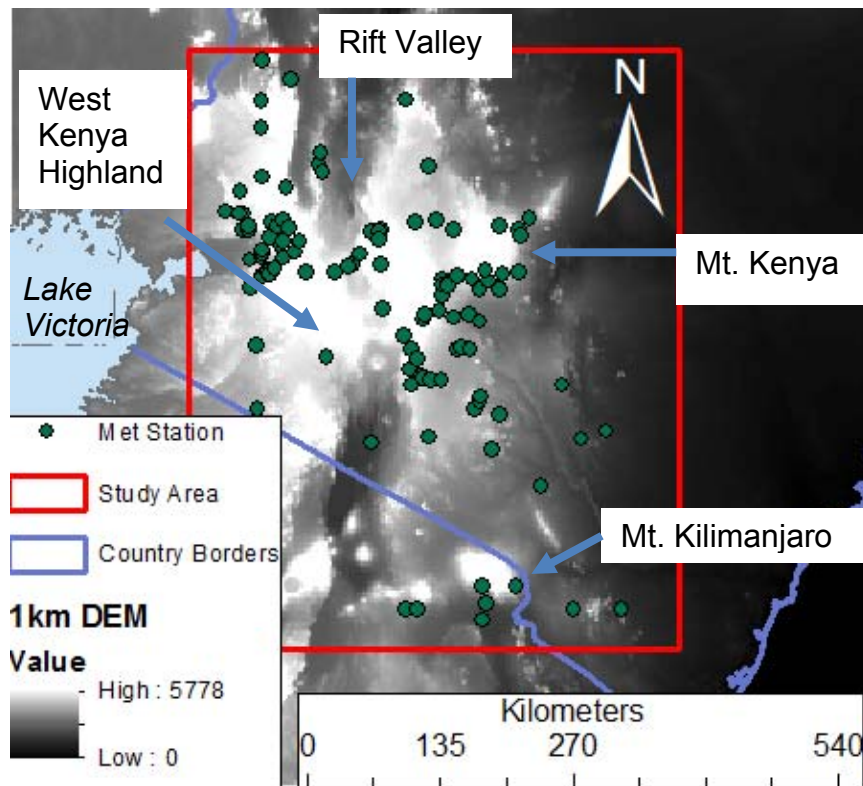 Rift Valley
N
West
Kenya
Highland
Mt. Kenya
Lake
Victoria
Met Station
Study Area
Country Borders
Mt. Kilimanjaro
1km DEM
Value
High : 5778
Low : 0
Kilometers
0 135 270 540